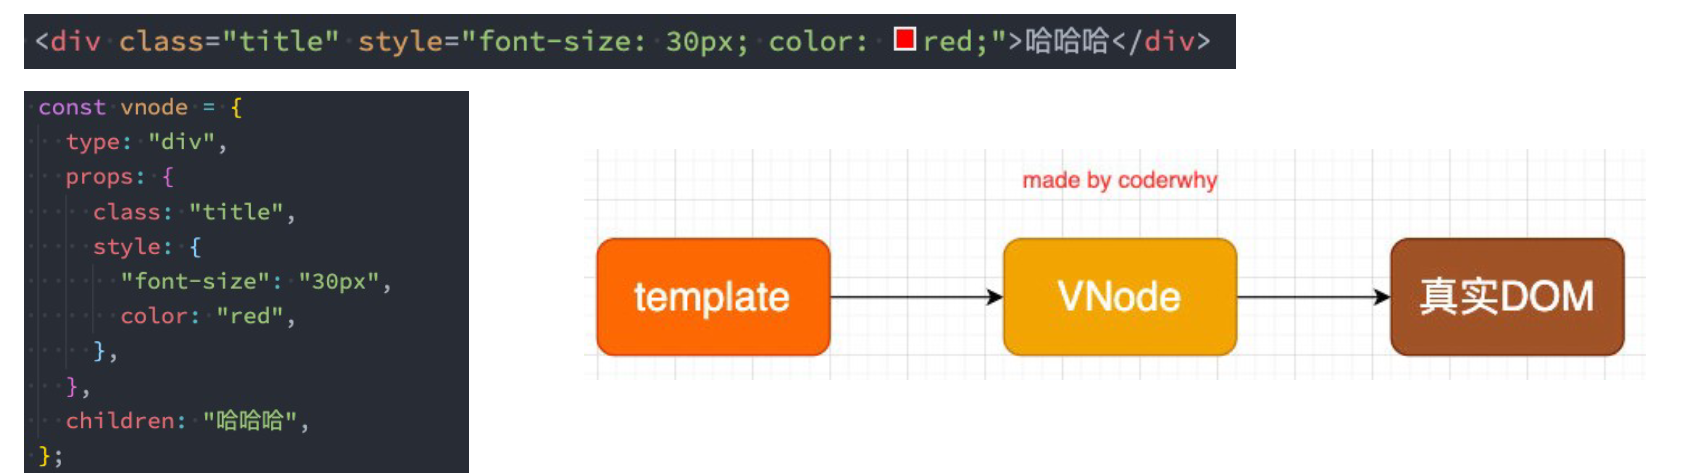 <div class="title" style="font-size: 30px; color: red;">哈哈哈</div>
const vnode = {
type: "div",
props: {
class: "title",
style: {
"font-size": "30px",
color: "red",
},
},
children: "哈哈哈",
};
made by coderwhy
template
VNode
真实DOM